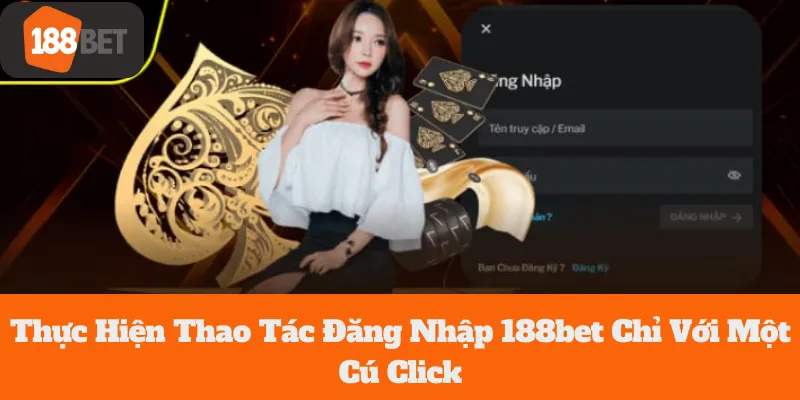 188BET
Nhập
Tên truy cập / Email
ĐĂNG NHẬP →
Bạn Chưa Đăng Ký ? Đăng Ký
Thực Hiện Thao Tác Đăng Nhập 188bet Chỉ Với Một
Cú Click